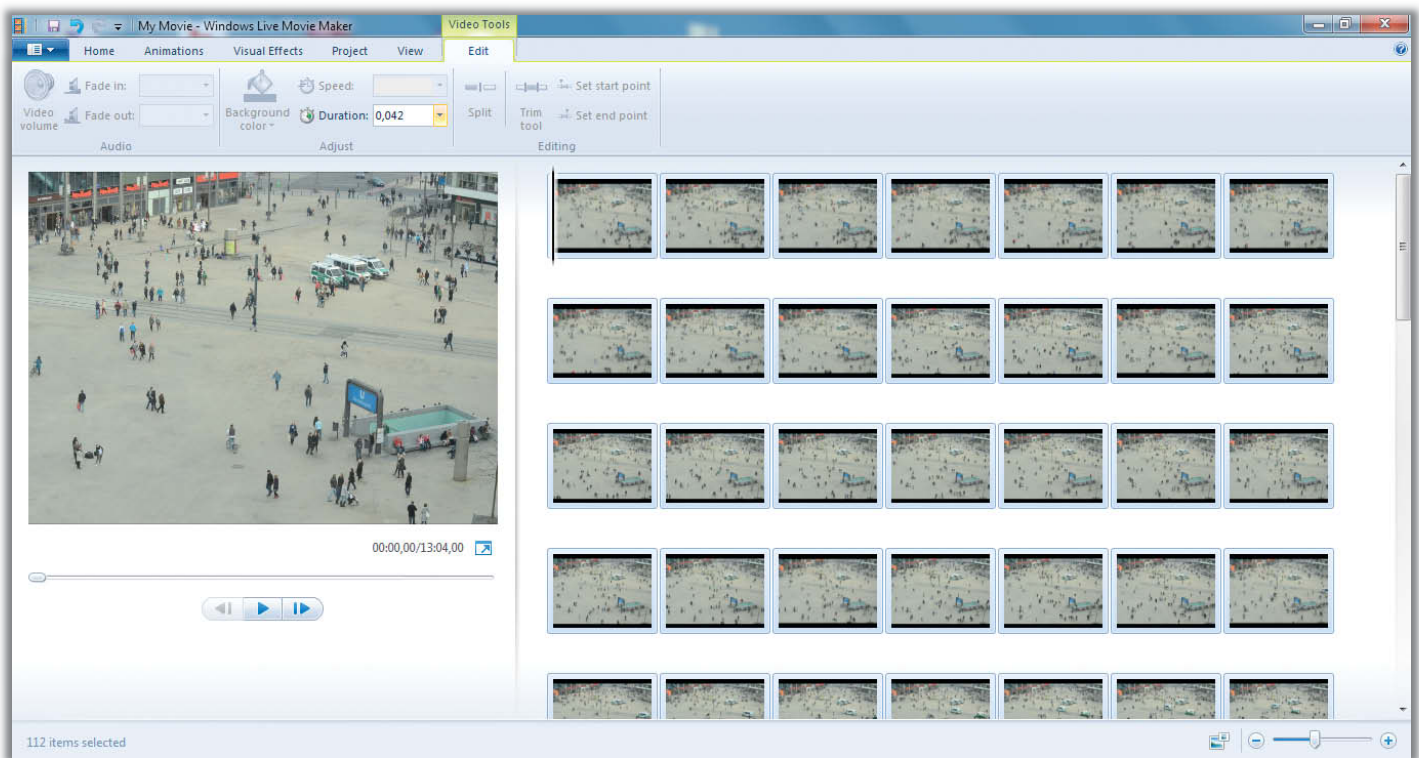 My Movie - Windows Live Movie Maker
Video Tools
Home Animations Visual Effects Project View Edit
Video volume
Fade in:
Fade out:
Audio
Background color
Speed:
Duration: 0,042
Adjust
Split
Trim tool
Set start point
Set end point
Editing
00:00,00/13:04,00
112 items selected